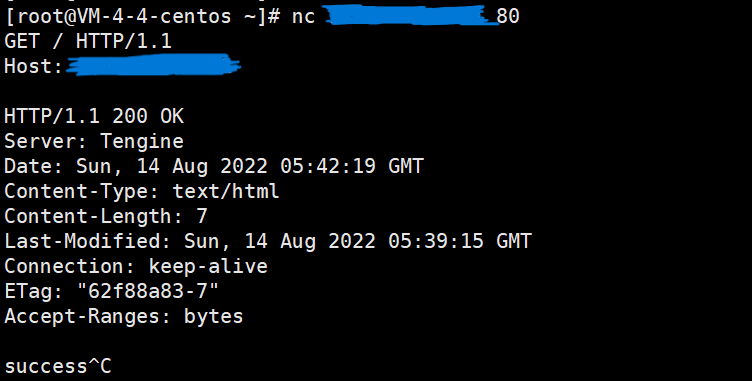 [root@VM-4-4-centos ~]# nc 80
GET / HTTP/1.1
Host:

HTTP/1.1 200 OK
Server: Tengine
Date: Sun, 14 Aug 2022 05:42:19 GMT
Content-Type: text/html
Content-Length: 7
Last-Modified: Sun, 14 Aug 2022 05:39:15 GMT
Connection: keep-alive
ETag: "62f88a83-7"
Accept-Ranges: bytes

success^C